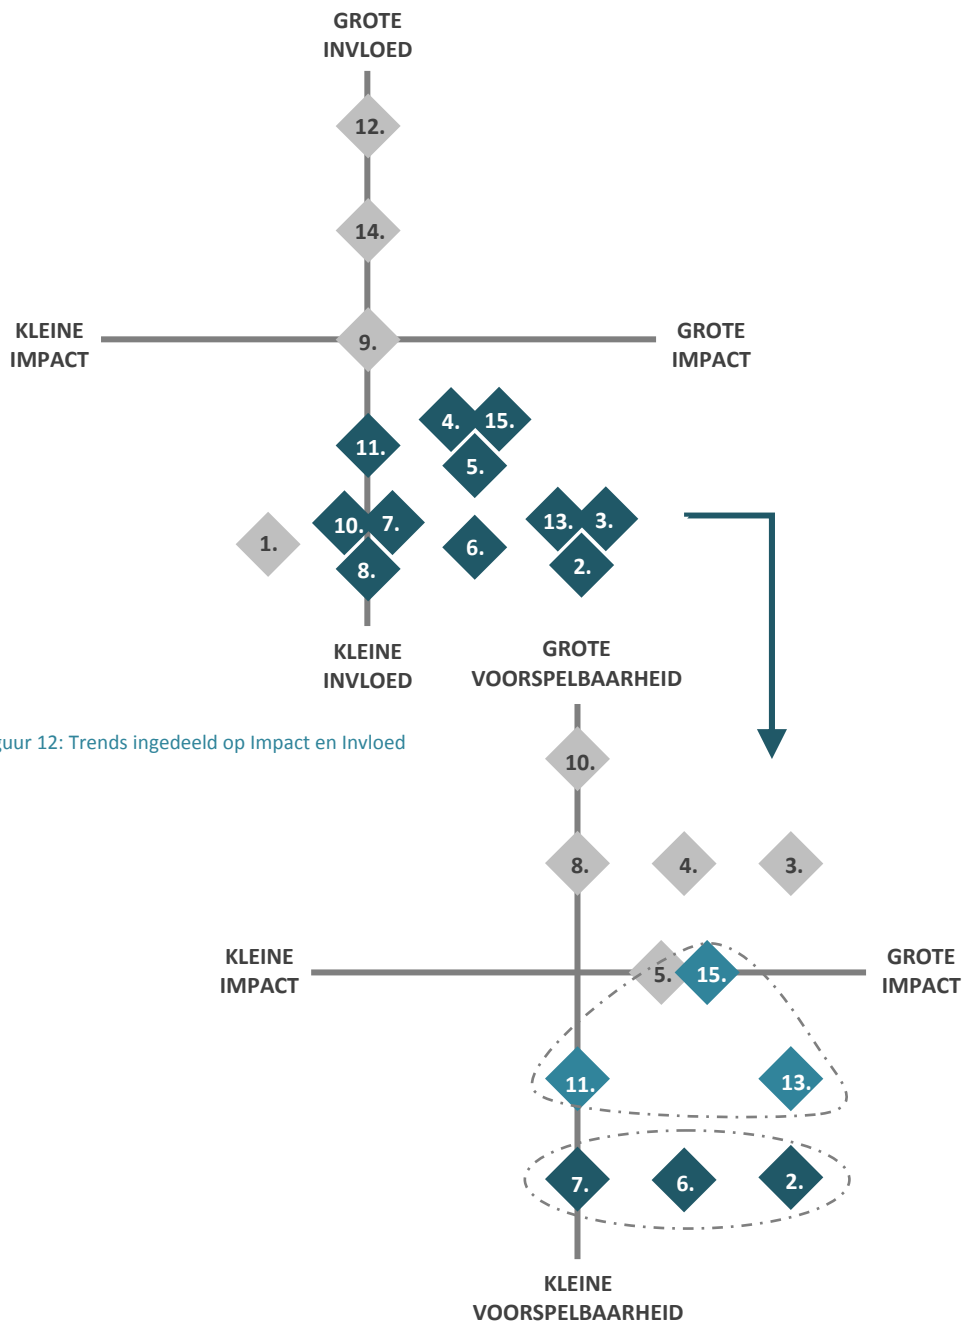 GROTE
INVLOED
12.
14.
KLEINE
IMPACT
9.
GROTE
IMPACT
4.
15.
11.
5.
10.
7.
13.
3.
1.
6.
8.
2.
KLEINE
INVLOED
GROTE
VOORSPELBAARHEID
guur 12: Trends ingedeeld op Impact en Invloed
10.
8.
4.
3.
KLEINE
IMPACT
5.
15.
GROTE
IMPACT
11.
13.
7.
6.
2.
KLEINE
VOORSPELBAARHEID